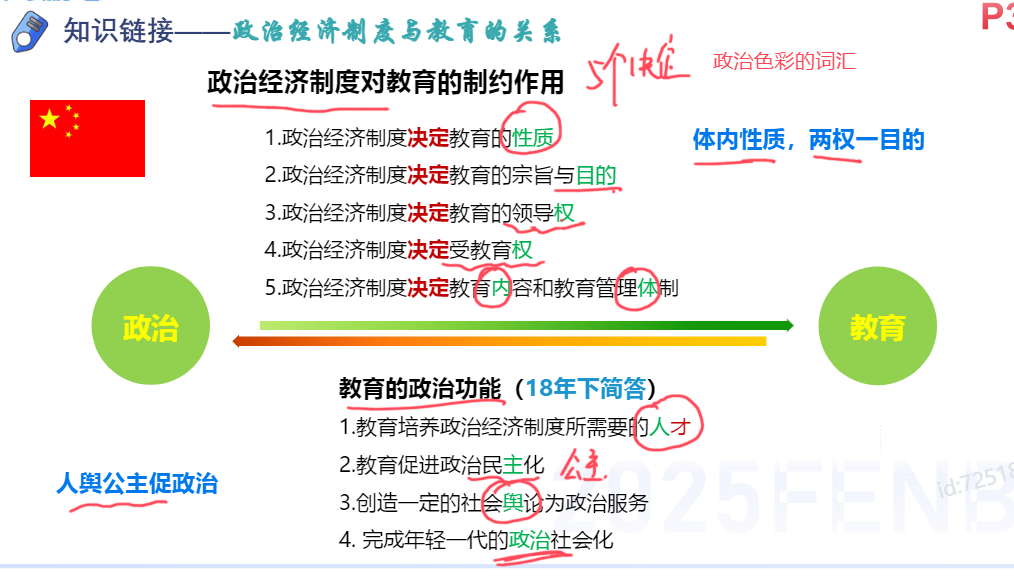 知识链接——政治经济制度与教育的关系
P3
政治经济制度对教育的制约作用
5个决定
政治色彩的词汇
1.政治经济制度决定教育的性质
体内性质，两权一目的
2.政治经济制度决定教育的宗旨与目的
3.政治经济制度决定教育的领导权
4.政治经济制度决定受教育权
5.政治经济制度决定教育内容和教育管理体制
政治
教育
教育的政治功能（18年下简答）
1.教育培养政治经济制度所需要的人才
2.教育促进政治民主化
公主.
人舆公主促政治
3.创造一定的社会舆论为政治服务
4. 完成年轻一代的政治社会化
2025FENB
id:72518